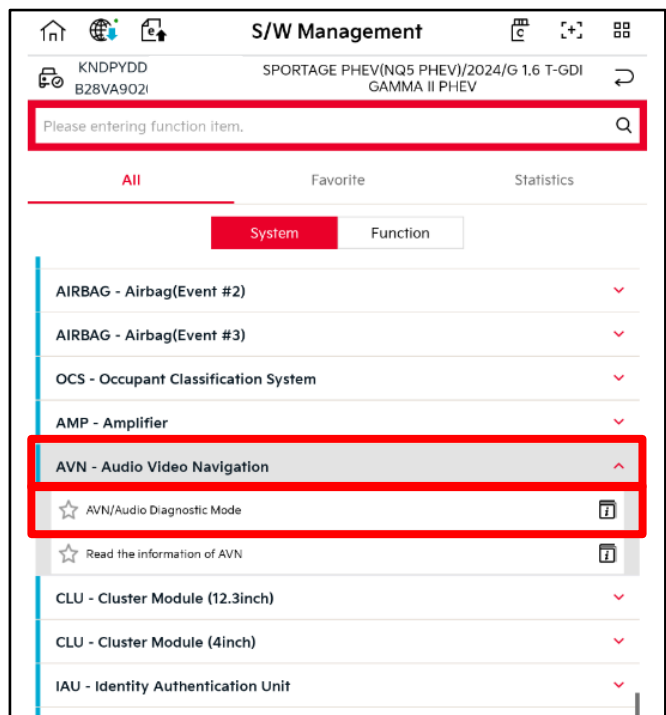 S/W Management
KNDPYDD
B28VA902
SPORTAGE PHEV(NQ5 PHEV)/2024/G 1.6 T-GDI
GAMMA II PHEV
Please entering function item.
All
Favorite
Statistics
System
Function
AIRBAG - Airbag(Event #2)
AIRBAG - Airbag(Event #3)
OCS - Occupant Classification System
AMP - Amplifier
AVN - Audio Video Navigation
AVN/Audio Diagnostic Mode
Read the information of AVN
CLU - Cluster Module (12.3inch)
CLU - Cluster Module (4inch)
IAU - Identity Authentication Unit